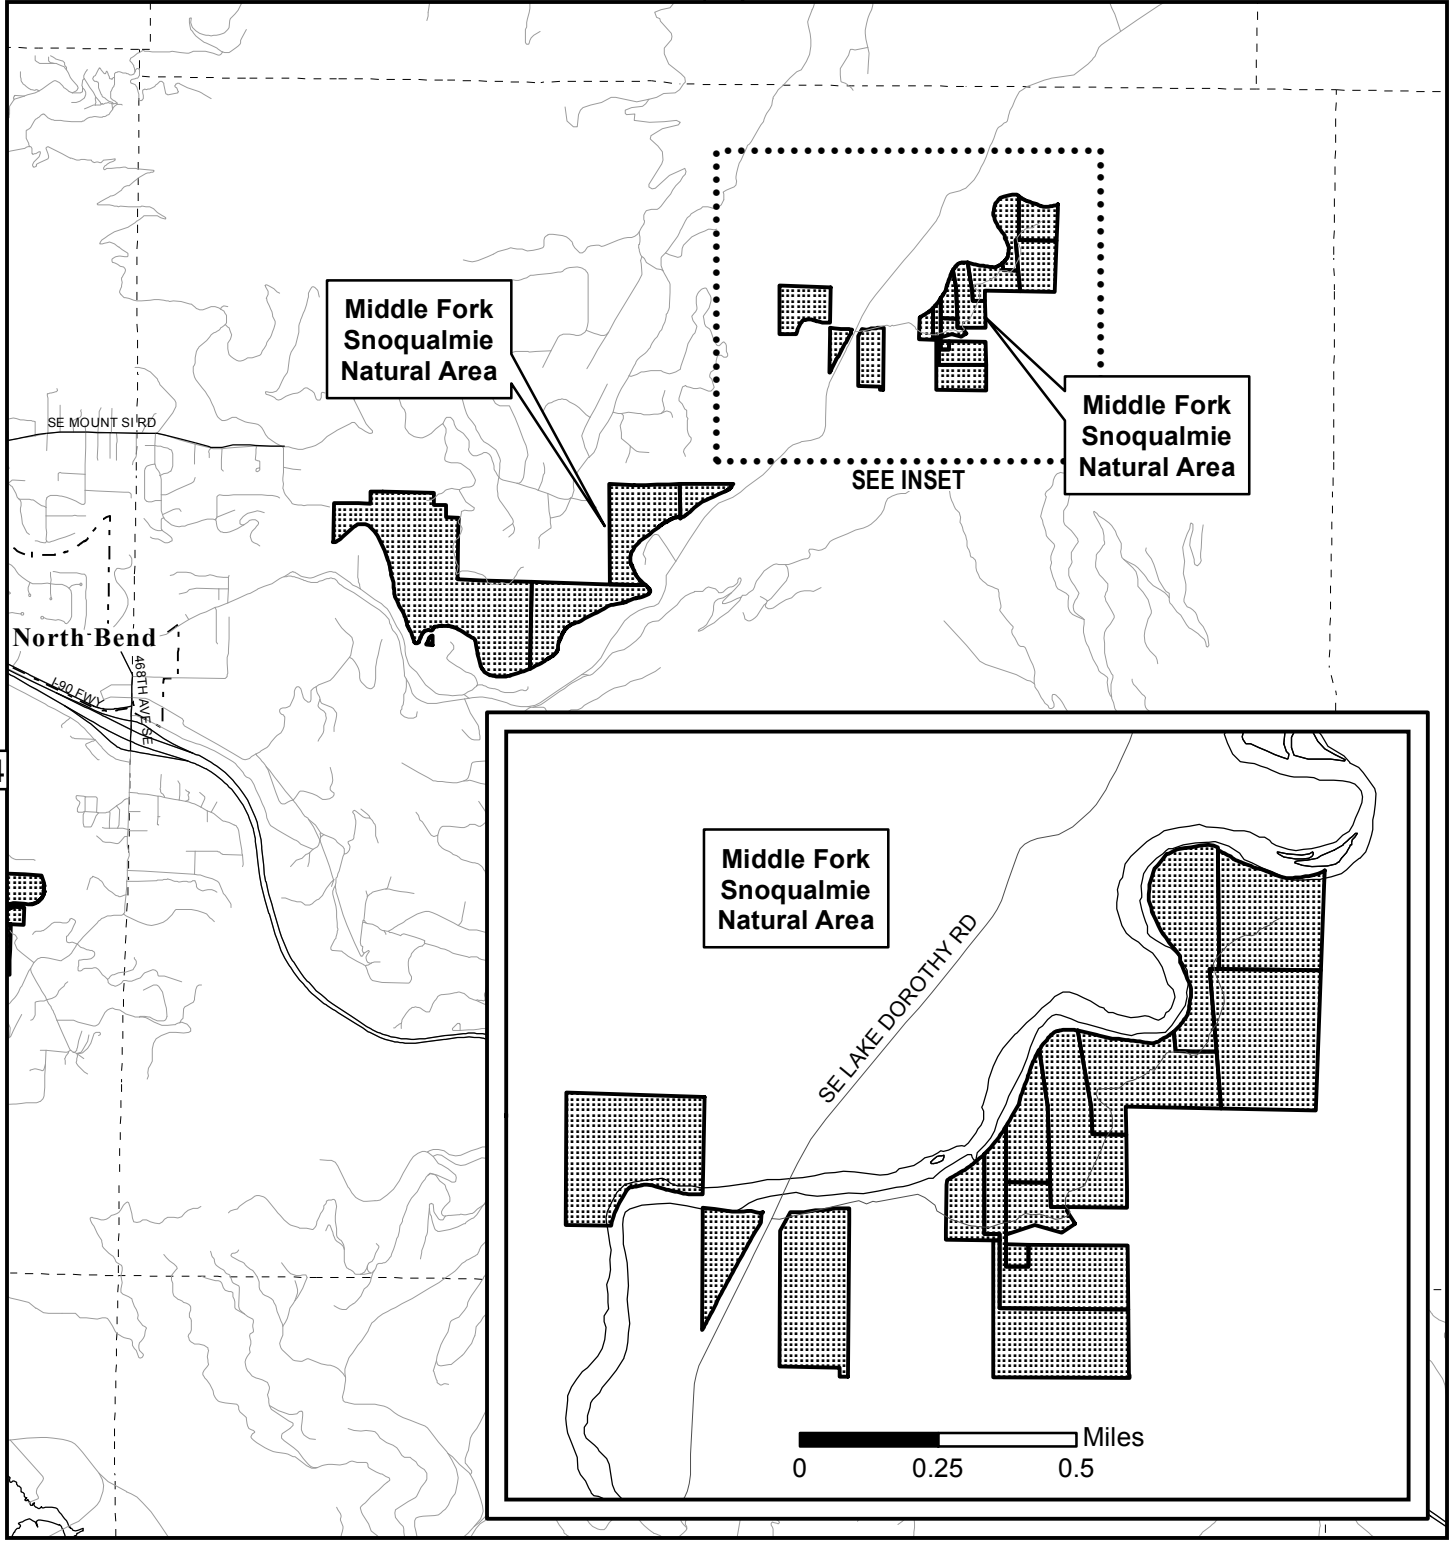 Middle Fork
Snoqualmie
Natural Area
Middle Fork
Snoqualmie
Natural Area
SE MOUNT SI RD
SEE INSET
North Bend
I-90 FWY
468TH AVE SE
Middle Fork
Snoqualmie
Natural Area
SE LAKE DOROTHY RD
Miles
0 0.25 0.5